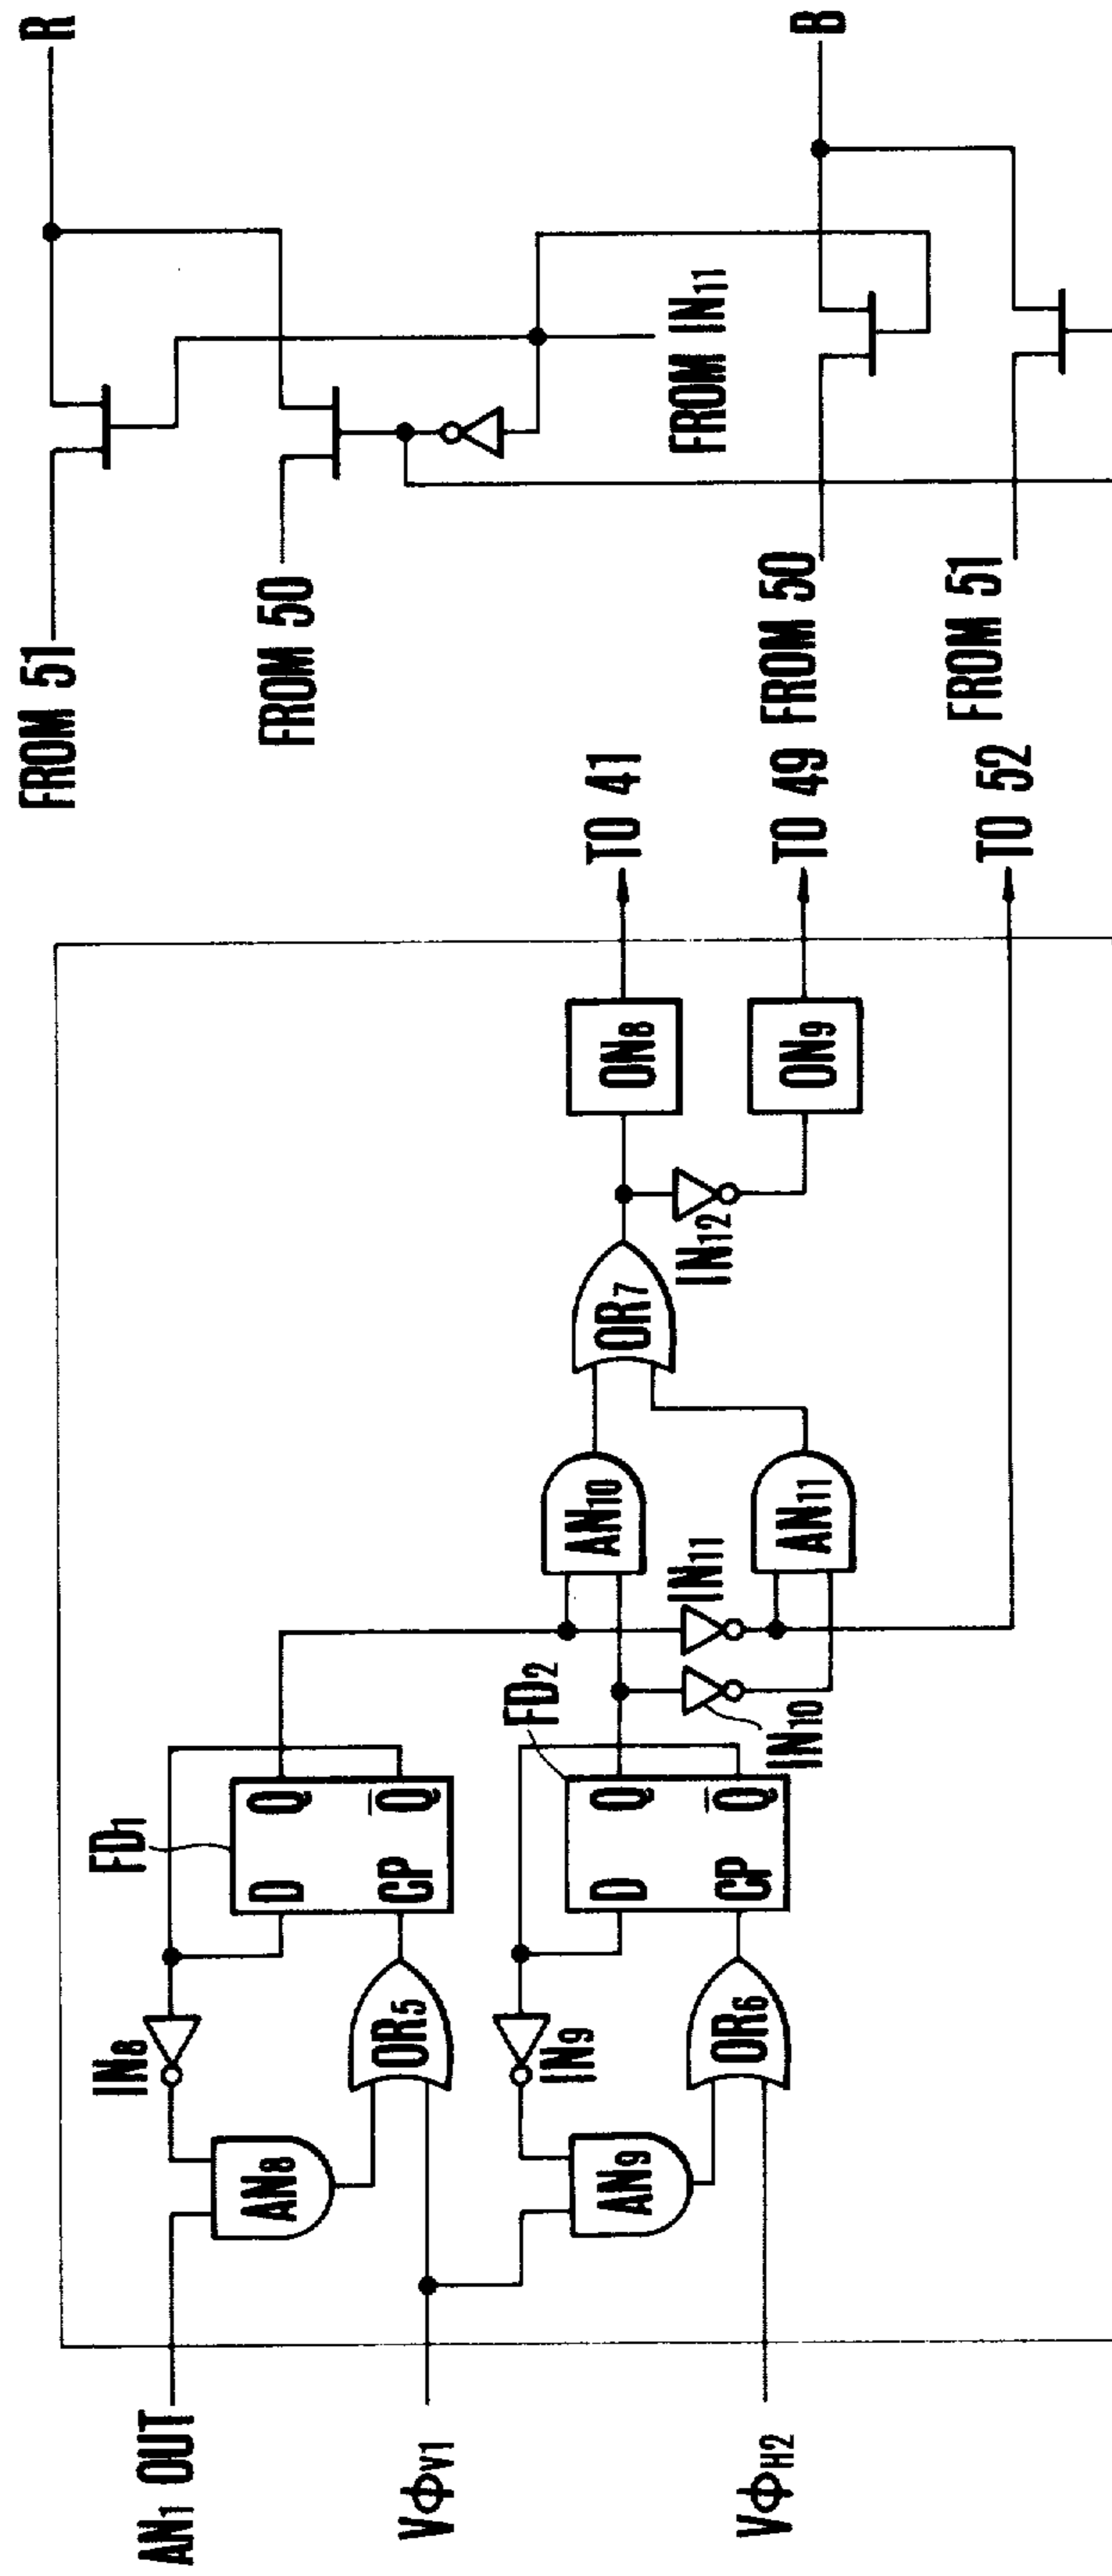 AN1 OUT
VΦV1
VΦH2
AN8
IN8
OR5
FD1
D
Q
CP
Q̅
AN9
IN9
OR6
FD2
D
Q
CP
Q̅
IN10
IN11
AN10
AN11
OR7
IN12
ON8
ON9
TO 41
TO 49
TO 52
FROM 51
FROM 50
FROM IN11
R
FROM 50
FROM 51
B